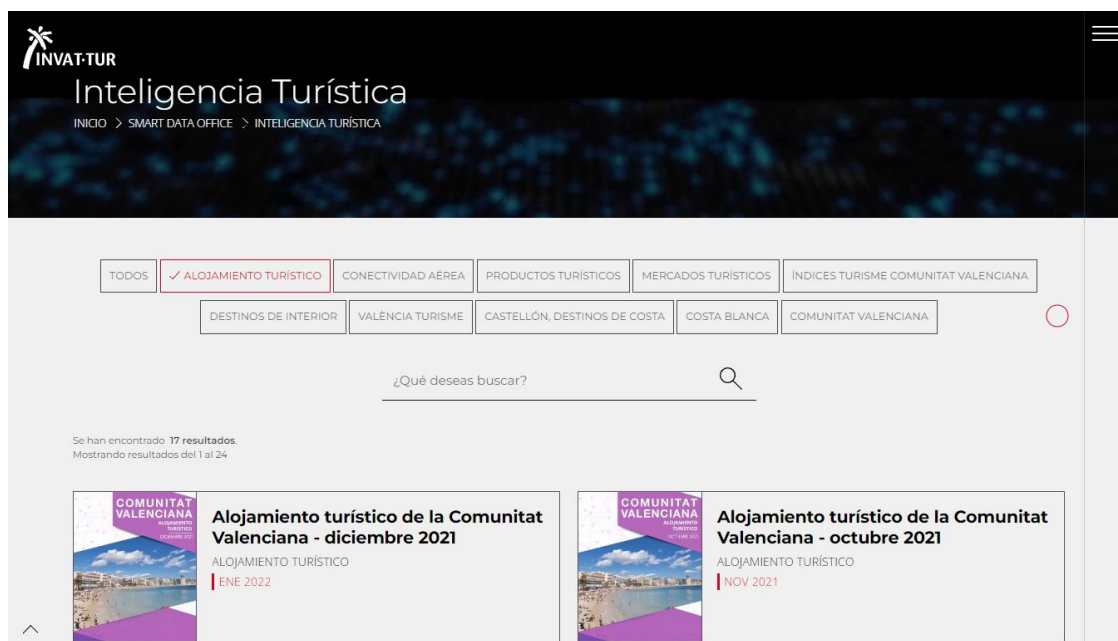 INVAT·TUR
Inteligencia Turística
INICIO > SMART DATA OFFICE > INTELIGENCIA TURÍSTICA
TODOS ✓ ALOJAMIENTO TURÍSTICO CONECTIVIDAD AÉREA PRODUCTOS TURÍSTICOS MERCADOS TURÍSTICOS ÍNDICES TURISME COMUNITAT VALENCIANA
DESTINOS DE INTERIOR VALÈNCIA TURISME CASTELLÓN, DESTINOS DE COSTA COSTA BLANCA COMUNITAT VALENCIANA
¿Qué deseas buscar?
Se han encontrado 17 resultados.
Mostrando resultados del 1 al 24
COMUNITAT
VALENCIANA
ALOJAMIENTO
TURÍSTICO
DICIEMBRE 2021
Alojamiento turístico de la Comunitat
Valenciana - diciembre 2021
ALOJAMIENTO TURÍSTICO
ENE 2022
COMUNITAT
VALENCIANA
ALOJAMIENTO
TURÍSTICO
OCTUBRE 2021
Alojamiento turístico de la Comunitat
Valenciana - octubre 2021
ALOJAMIENTO TURÍSTICO
NOV 2021